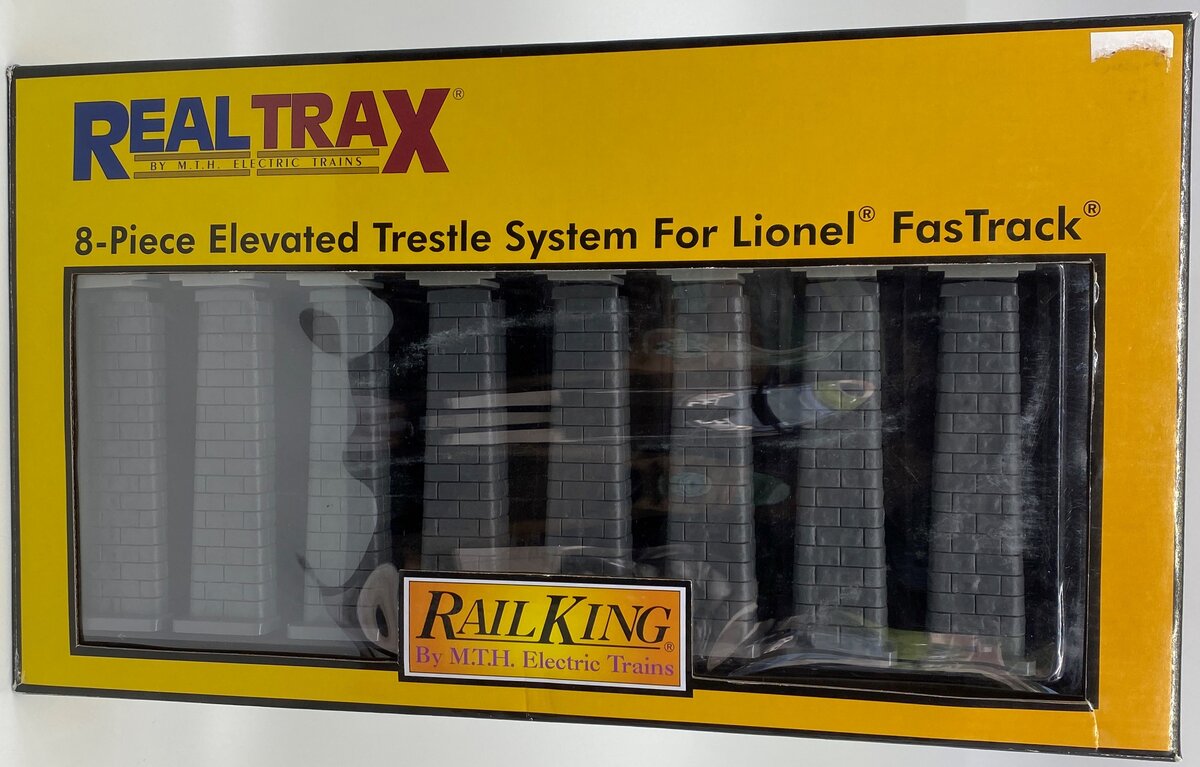 REALTRAX®
BY M.T.H. ELECTRIC TRAINS
8-Piece Elevated Trestle System For Lionel® FasTrack®
RAILKING®
By M.T.H. Electric Trains